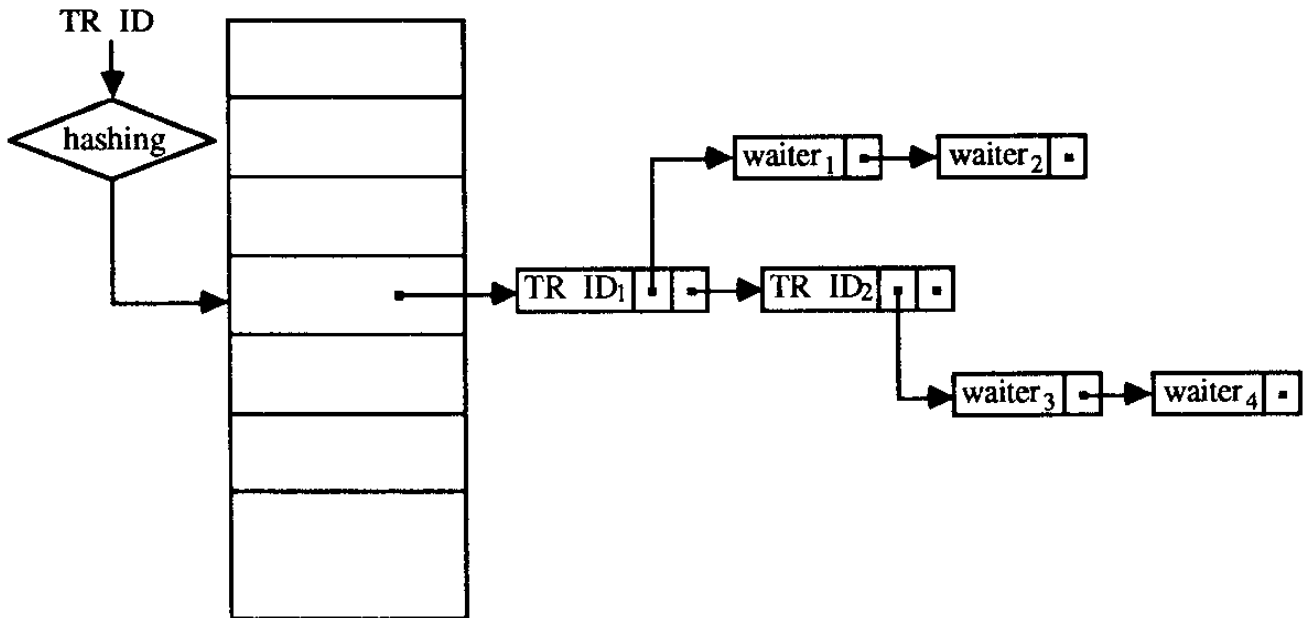 TR ID
hashing
waiter₁
waiter₂
TR ID₁
TR ID₂
waiter₃
waiter₄